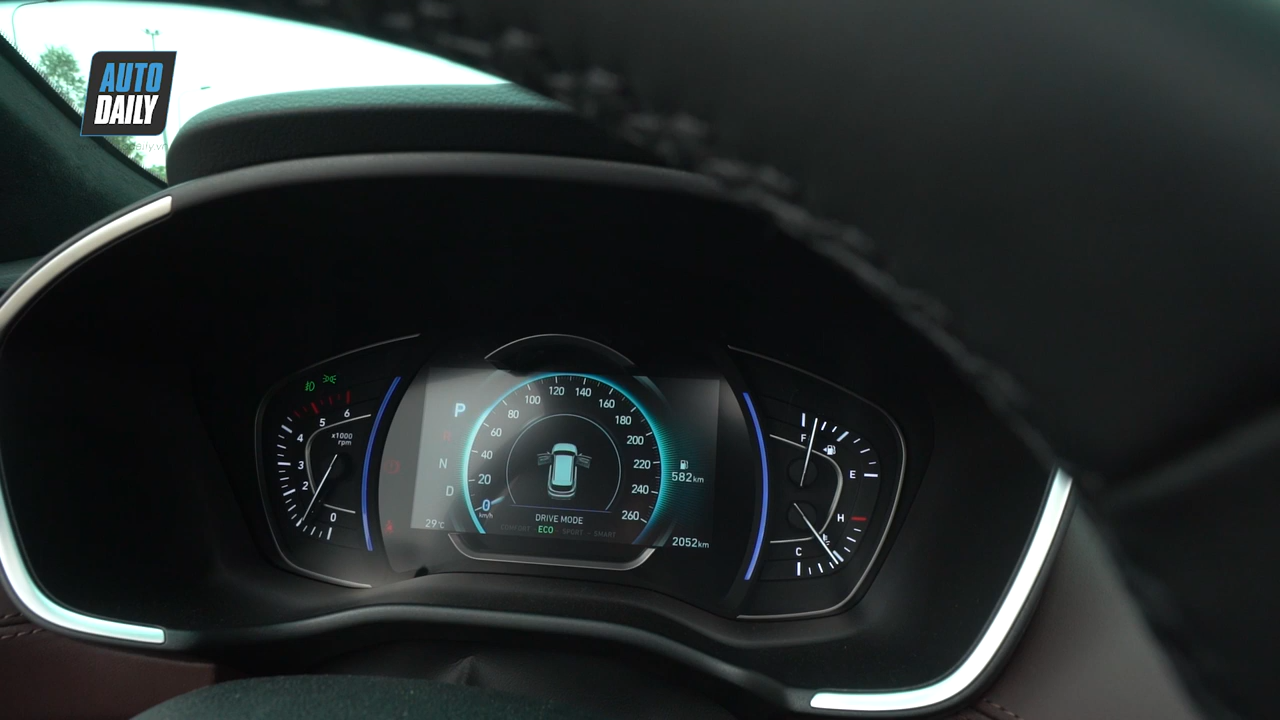 AUTO
DAILY
6
5
4
3
2
0
x1000
rpm
P
R
N
D
29°C
0
20
40
60
80
100
120
140
160
180
200
220
240
260
km/h
DRIVE MODE
COMFORT · ECO · SPORT · SMART
582km
2052km
F
E
H
C